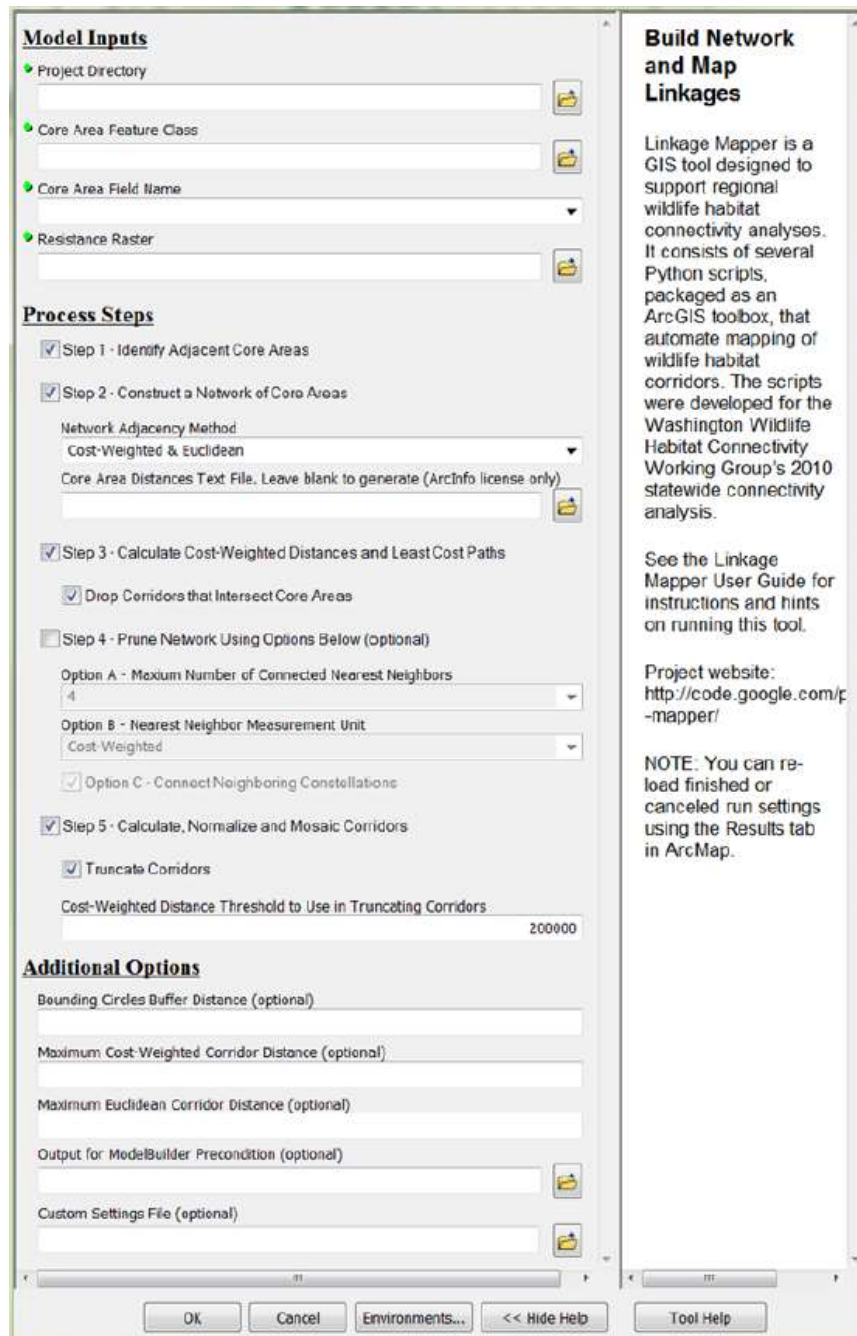 Model Inputs
Project Directory
Core Area Feature Class
Core Area Field Name
Resistance Raster
Process Steps
Step 1 - Identify Adjacent Core Areas
Step 2 - Construct a Network of Core Areas
Network Adjacency Method
Cost-Weighted & Euclidean
Core Area Distances Text File. Leave blank to generate (ArcInfo license only)
Step 3 - Calculate Cost-Weighted Distances and Least Cost Paths
Drop Corridors that Intersect Core Areas
Step 4 - Prune Network Using Options Below (optional)
Option A - Maxium Number of Connected Nearest Neighbors
4
Option B - Nearest Neighbor Measurement Unit
Cost-Weighted
Option C - Connect Neighboring Constellations
Step 5 - Calculate, Normalize and Mosaic Corridors
Truncate Corridors
Cost-Weighted Distance Threshold to Use in Truncating Corridors
200000
Additional Options
Bounding Circles Buffer Distance (optional)
Maximum Cost-Weighted Corridor Distance (optional)
Maximum Euclidean Corridor Distance (optional)
Output for ModelBuilder Precondition (optional)
Custom Settings File (optional)
OK
Cancel
Environments...
<< Hide Help
Build Network
and Map
Linkages
Linkage Mapper is a
GIS tool designed to
support regional
wildlife habitat
connectivity analyses.
It consists of several
Python scripts,
packaged as an
ArcGIS toolbox, that
automate mapping of
wildlife habitat
corridors. The scripts
were developed for the
Washington Wildlife
Habitat Connectivity
Working Group's 2010
statewide connectivity
analysis.
See the Linkage
Mapper User Guide for
instructions and hints
on running this tool.
Project website:
http://code.google.com/p
-mapper/
NOTE: You can re-
load finished or
canceled run settings
using the Results tab
in ArcMap.
Tool Help